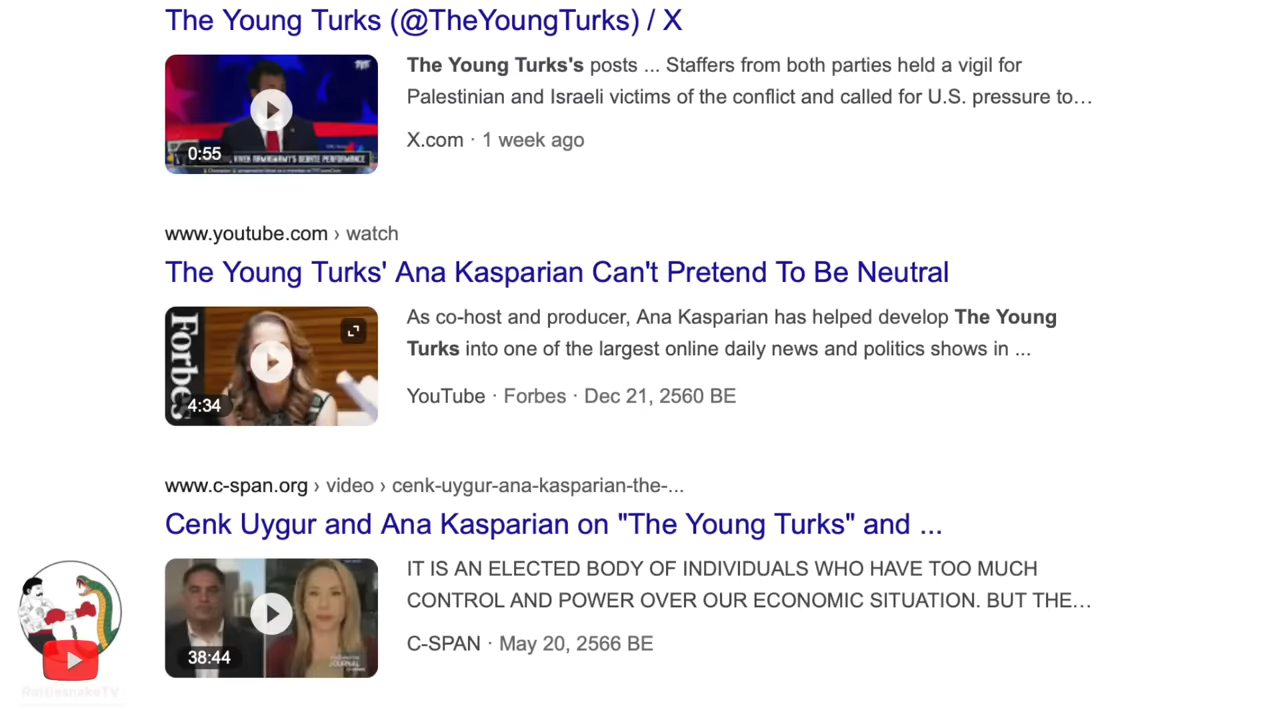 The Young Turks (@TheYoungTurks) / X
The Young Turks's posts ... Staffers from both parties held a vigil for
Palestinian and Israeli victims of the conflict and called for U.S. pressure to...
0:55
X.com · 1 week ago
www.youtube.com › watch
The Young Turks' Ana Kasparian Can't Pretend To Be Neutral
Forbes
As co-host and producer, Ana Kasparian has helped develop The Young
Turks into one of the largest online daily news and politics shows in ...
4:34
YouTube · Forbes · Dec 21, 2560 BE
www.c-span.org › video › cenk-uygur-ana-kasparian-the-...
Cenk Uygur and Ana Kasparian on "The Young Turks" and ...
IT IS AN ELECTED BODY OF INDIVIDUALS WHO HAVE TOO MUCH
CONTROL AND POWER OVER OUR ECONOMIC SITUATION. BUT THE...
38:44
C-SPAN · May 20, 2566 BE
RattlesnakeTV